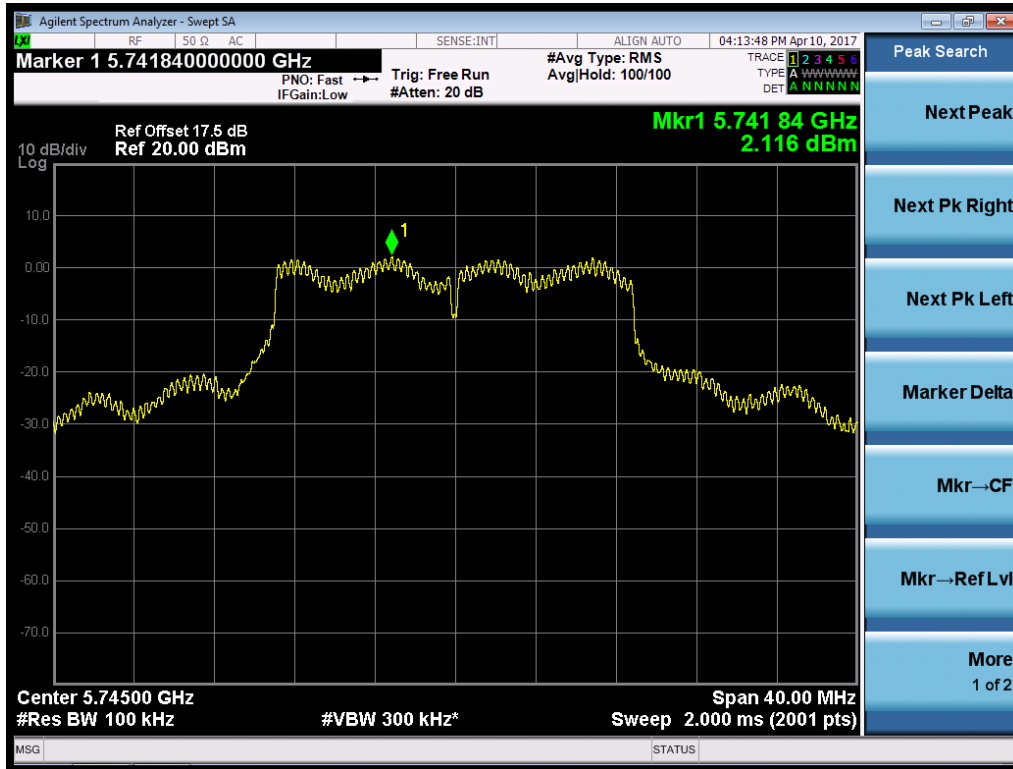 Agilent Spectrum Analyzer - Swept SA
LXI RF 50 Ω AC SENSE:INT ALIGN AUTO 04:13:48 PM Apr 10, 2017
Marker 1 5.741840000000 GHz
PNO: Fast
IFGain:Low
Trig: Free Run
#Atten: 20 dB
#Avg Type: RMS
Avg|Hold: 100/100
TRACE 1 2 3 4 5 6
TYPE A WWWWW
DET A N N N N N
Mkr1 5.741 84 GHz
2.116 dBm
Ref Offset 17.5 dB
10 dB/div Ref 20.00 dBm
Log
10.0
0.00
-10.0
-20.0
-30.0
-40.0
-50.0
-60.0
-70.0
1
Center 5.74500 GHz Span 40.00 MHz
#Res BW 100 kHz #VBW 300 kHz* Sweep 2.000 ms (2001 pts)
MSG STATUS
Peak Search
Next Peak
Next Pk Right
Next Pk Left
Marker Delta
Mkr→CF
Mkr→Ref Lvl
More
1 of 2